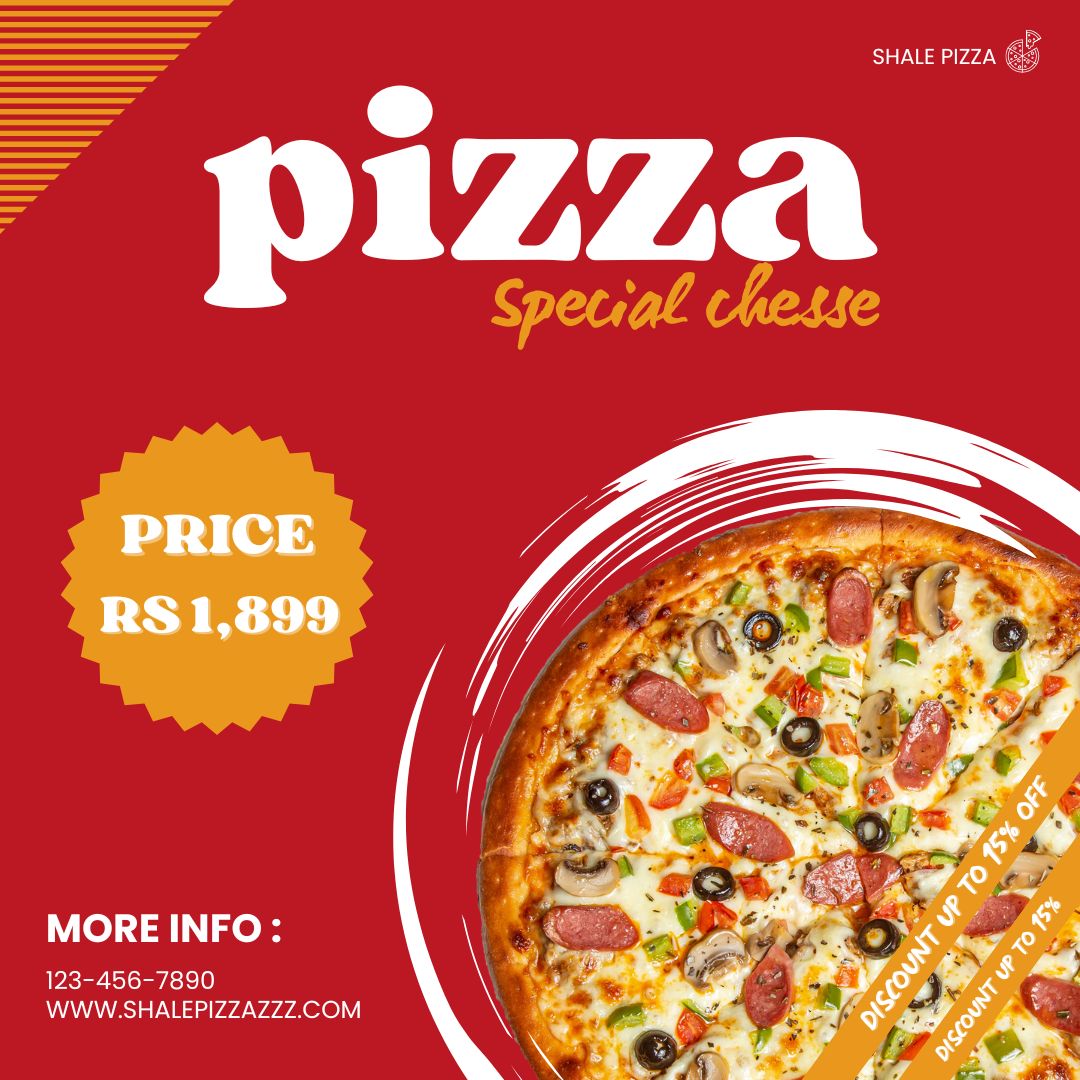 SHALE PIZZA
pizza
Special chesse
PRICE
RS 1,899
DISCOUNT UP TO 15% OFF
DISCOUNT UP TO 15%
MORE INFO :
123-456-7890
WWW.SHALEPIZZAZZZ.COM